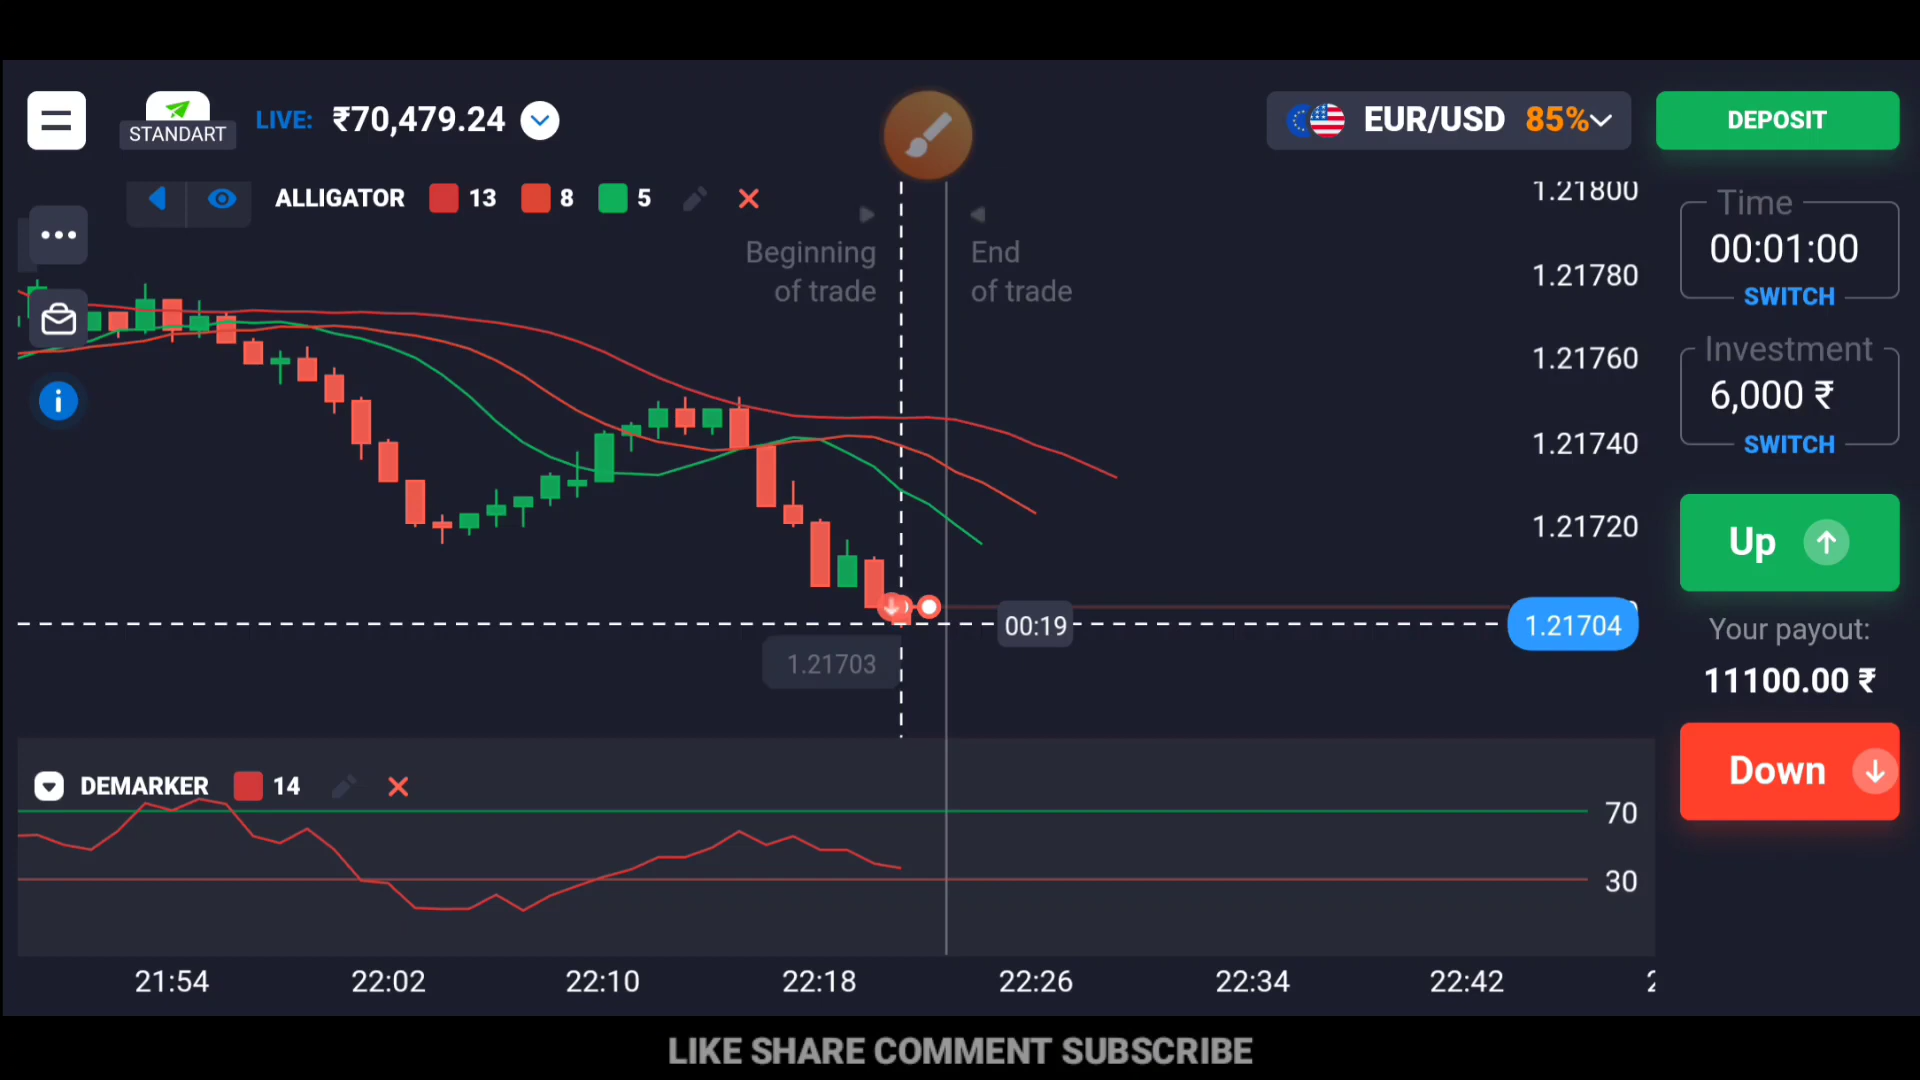 STANDART
LIVE: ₹70,479.24
EUR/USD 85%
DEPOSIT
ALLIGATOR 13 8 5
Beginning
of trade
End
of trade
1.21800
1.21780
1.21760
1.21740
1.21720
1.21704
00:19
1.21703
Time
00:01:00
SWITCH
Investment
6,000 ₹
SWITCH
Up
Your payout:
11100.00 ₹
Down
DEMARKER 14
70
30
21:54 22:02 22:10 22:18 22:26 22:34 22:42
LIKE SHARE COMMENT SUBSCRIBE